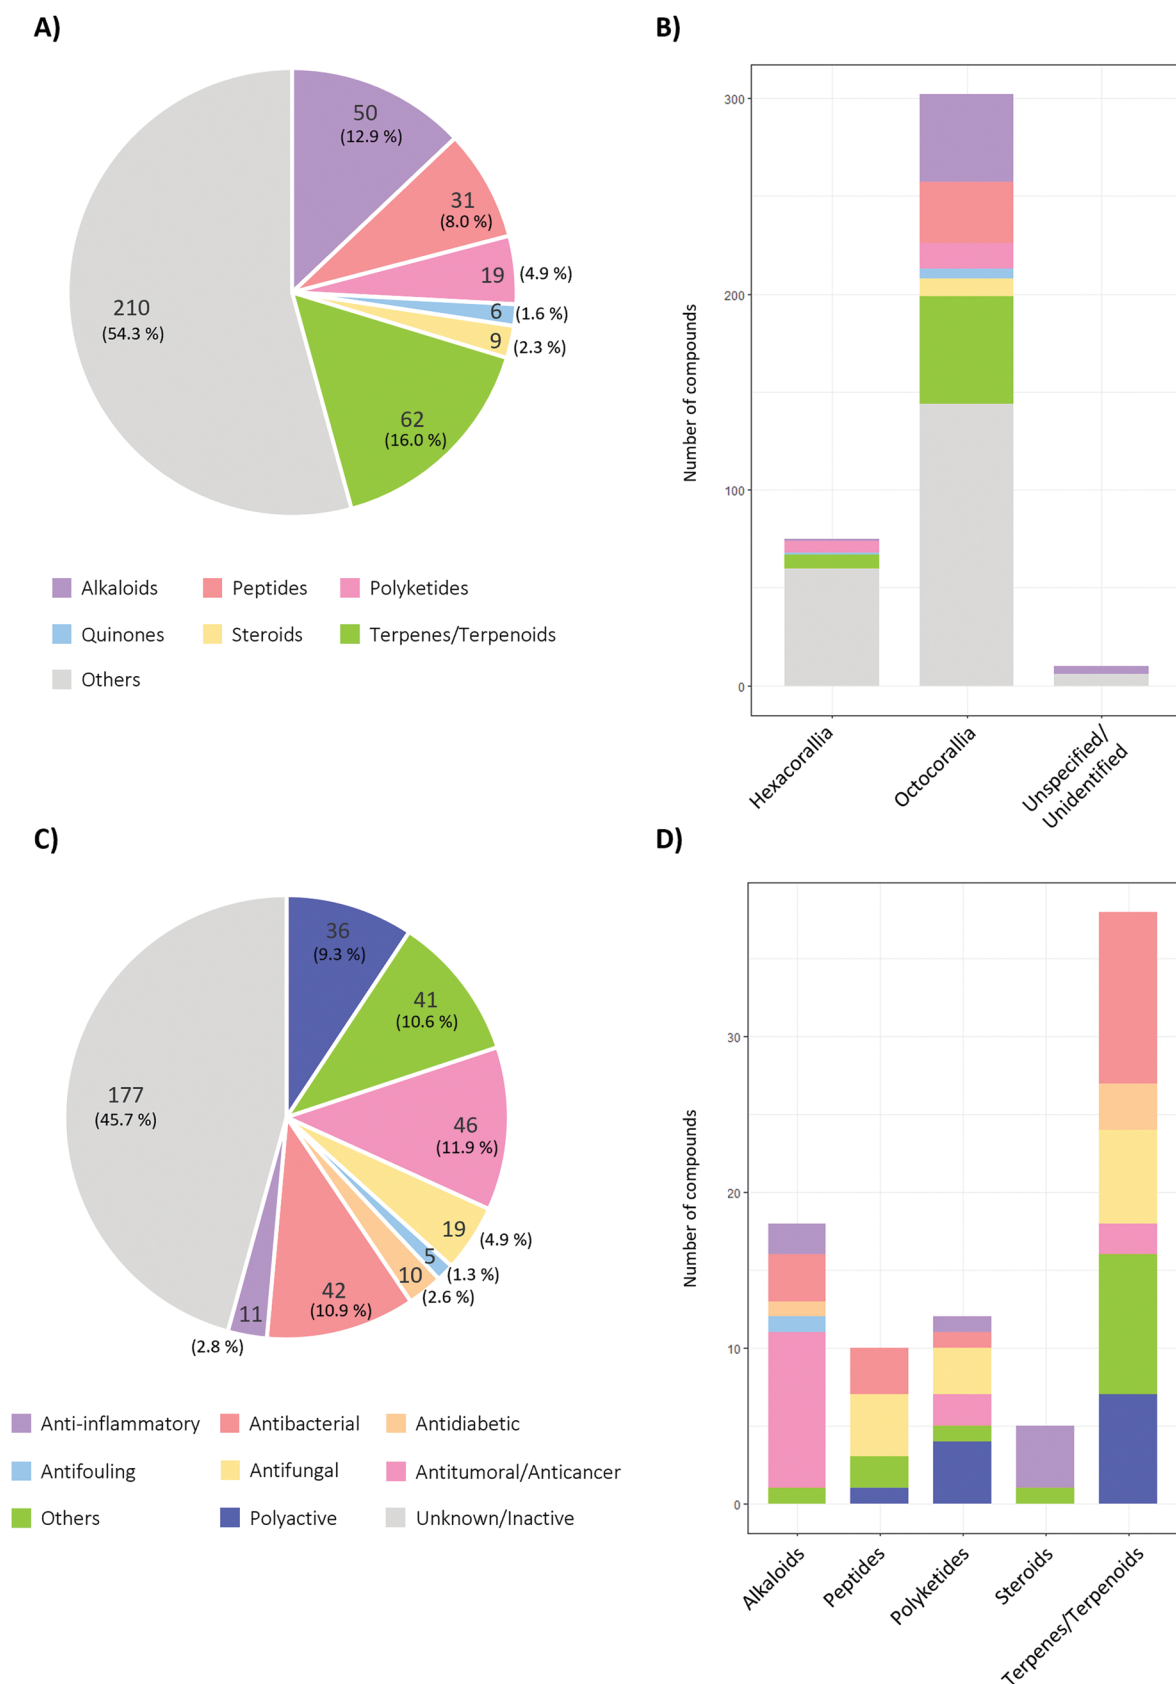 A)
50
(12.9 %)
31
(8.0 %)
19 (4.9 %)
6 (1.6 %)
9 (2.3 %)
62
(16.0 %)
210
(54.3 %)
Alkaloids Peptides Polyketides
Quinones Steroids Terpenes/Terpenoids
Others
B)
Number of compounds
300
200
100
0
Hexacorallia
Octocorallia
Unspecified/
Unidentified
C)
36
(9.3 %)
41
(10.6 %)
46
(11.9 %)
19
(4.9 %)
5
(1.3 %)
10
(2.6 %)
42
(10.9 %)
11
(2.8 %)
177
(45.7 %)
Anti-inflammatory Antibacterial Antidiabetic
Antifouling Antifungal Antitumoral/Anticancer
Others Polyactive Unknown/Inactive
D)
Number of compounds
30
20
10
0
Alkaloids
Peptides
Polyketides
Steroids
Terpenes/Terpenoids